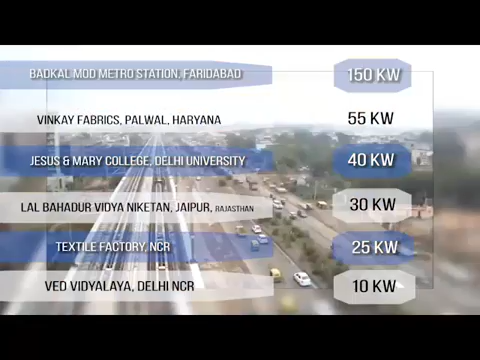 BADKAL MOD METRO STATION, FARIDABAD 150 KW
VINKAY FABRICS, PALWAL, HARYANA 55 KW
JESUS & MARY COLLEGE, DELHI UNIVERSITY 40 KW
LAL BAHADUR VIDYA NIKETAN, JAIPUR, RAJASTHAN 30 KW
TEXTILE FACTORY, NCR 25 KW
VED VIDYALAYA, DELHI NCR 10 KW